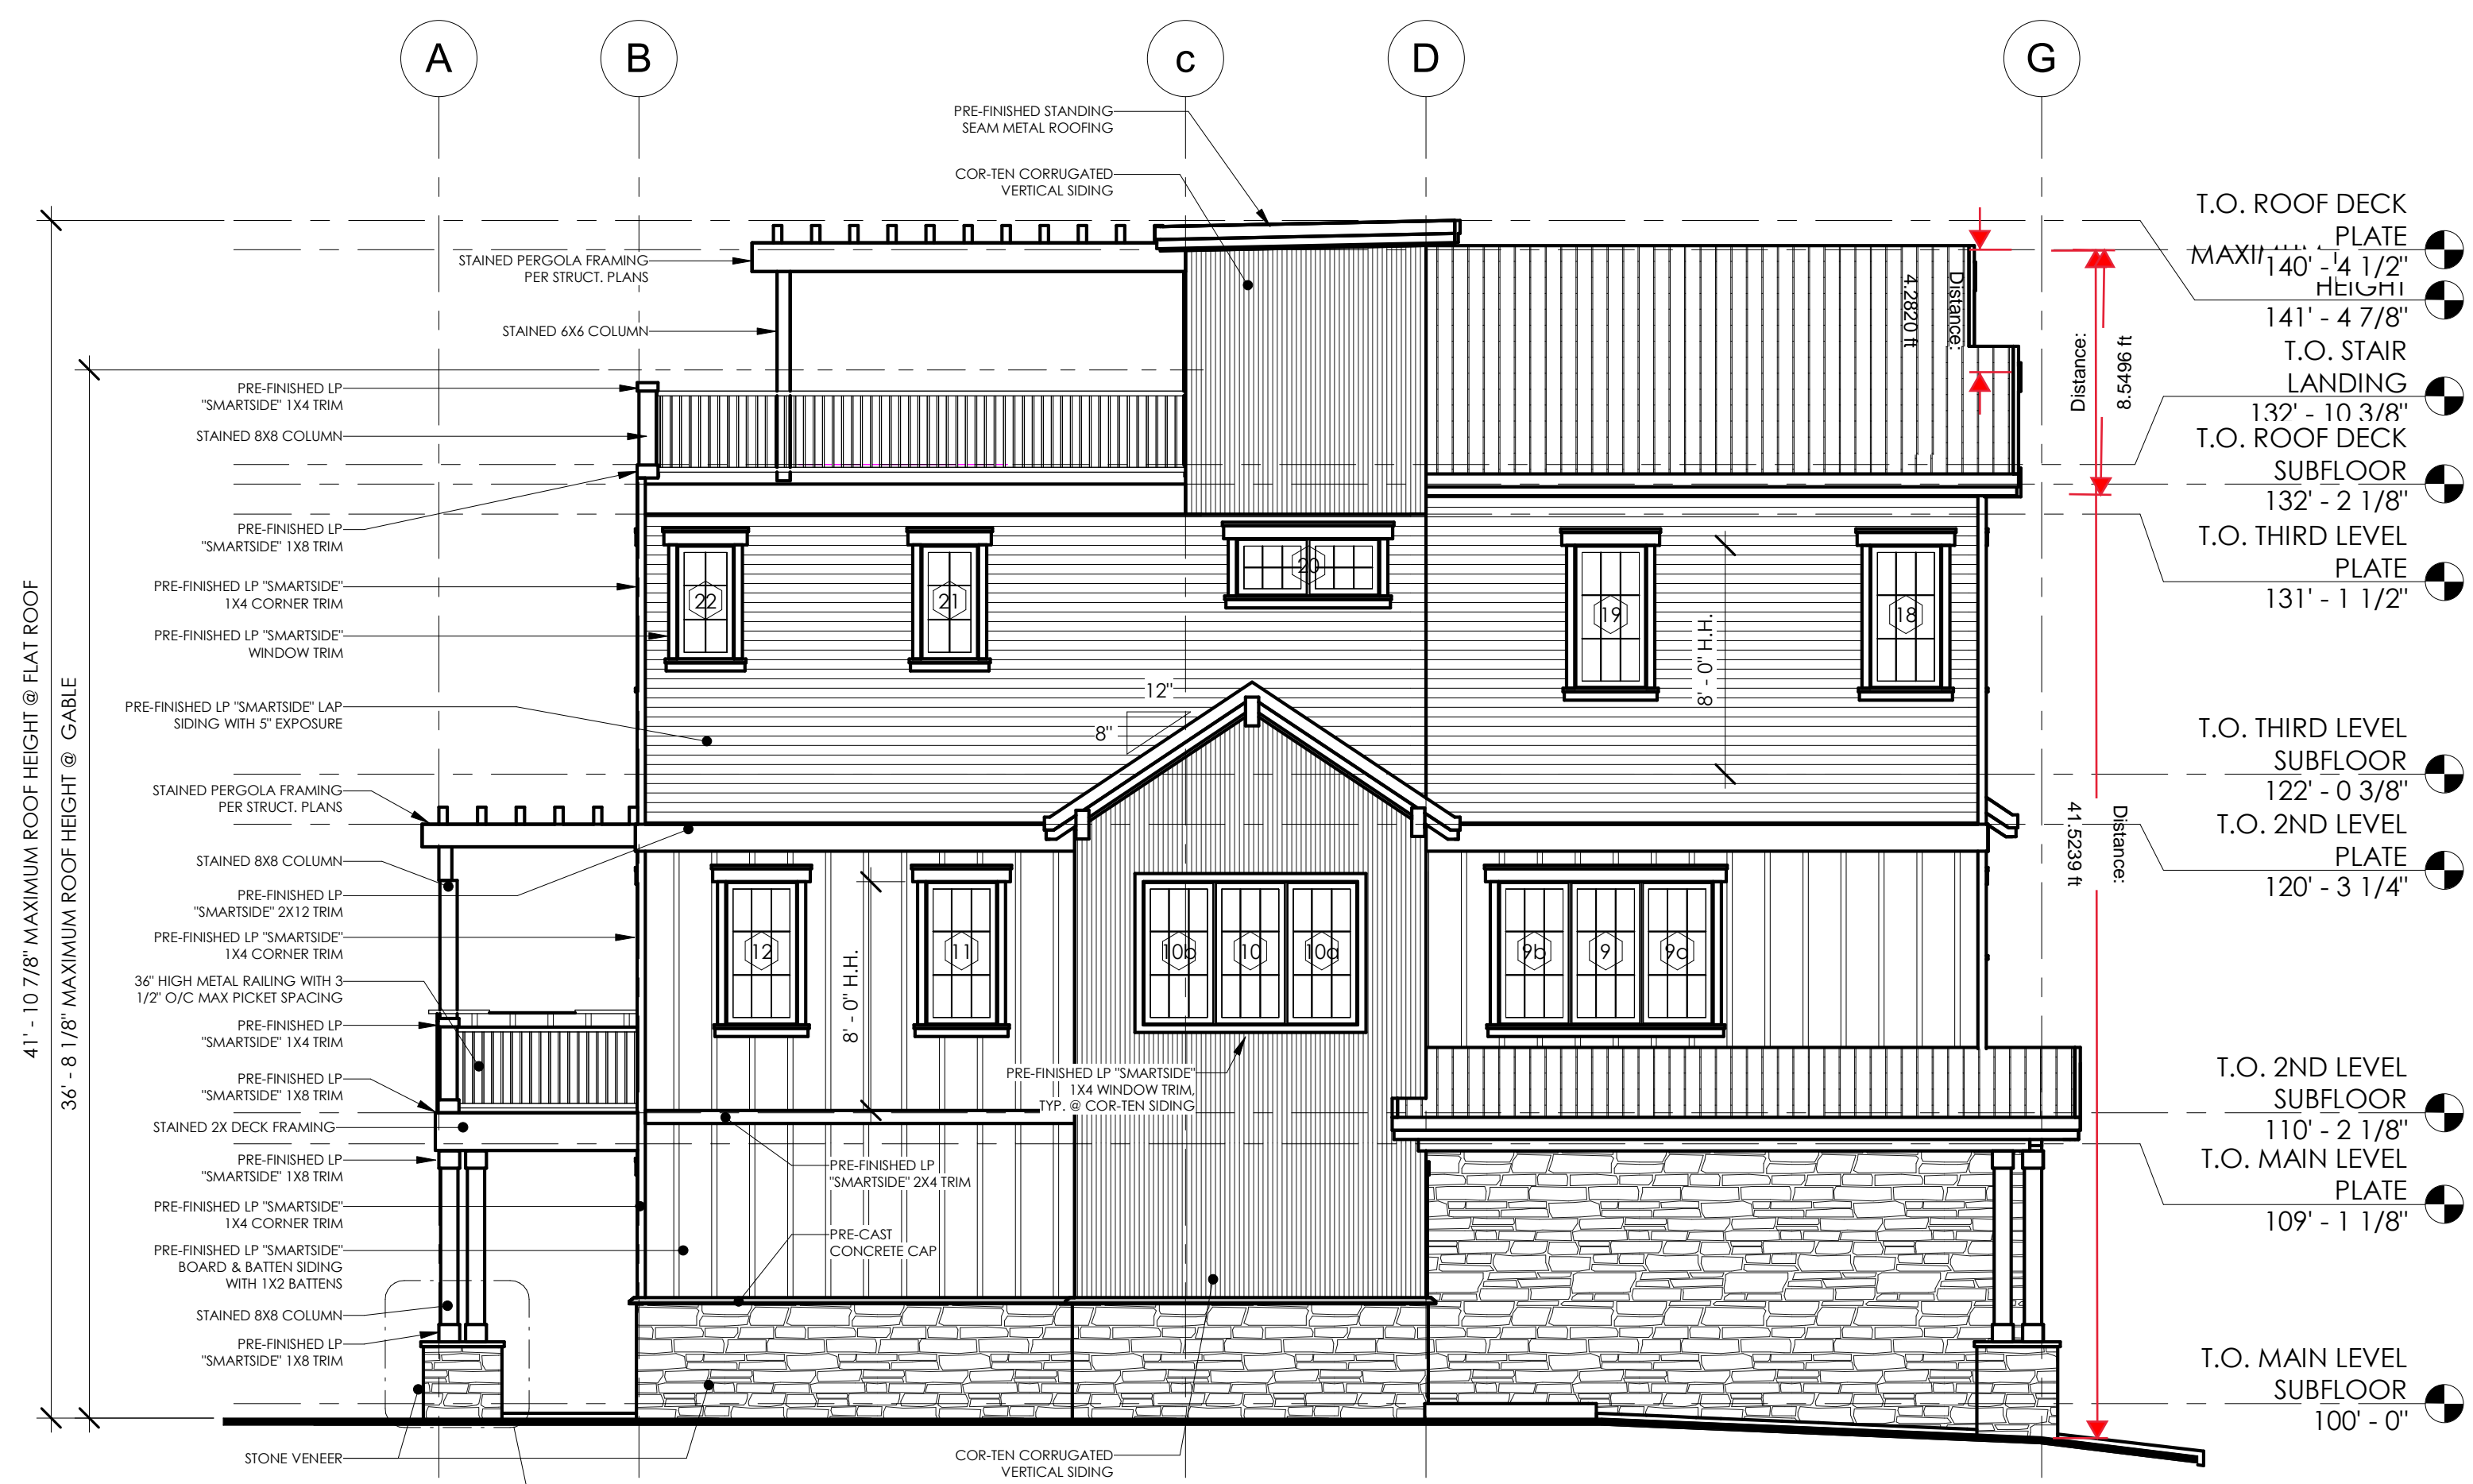 A
B
c
D
G
PRE-FINISHED STANDING
SEAM METAL ROOFING
COR-TEN CORRUGATED
VERTICAL SIDING
STAINED PERGOLA FRAMING
PER STRUCT. PLANS
STAINED 6X6 COLUMN
PRE-FINISHED LP
"SMARTSIDE" 1X4 TRIM
STAINED 8X8 COLUMN
PRE-FINISHED LP
"SMARTSIDE" 1X8 TRIM
PRE-FINISHED LP "SMARTSIDE"
1X4 CORNER TRIM
PRE-FINISHED LP "SMARTSIDE"
WINDOW TRIM
PRE-FINISHED LP "SMARTSIDE" LAP
SIDING WITH 5" EXPOSURE
STAINED PERGOLA FRAMING
PER STRUCT. PLANS
STAINED 8X8 COLUMN
PRE-FINISHED LP
"SMARTSIDE" 2X12 TRIM
PRE-FINISHED LP "SMARTSIDE"
1X4 CORNER TRIM
36" HIGH METAL RAILING WITH 3
1/2" O/C MAX PICKET SPACING
PRE-FINISHED LP
"SMARTSIDE" 1X4 TRIM
PRE-FINISHED LP
"SMARTSIDE" 1X8 TRIM
STAINED 2X DECK FRAMING
PRE-FINISHED LP
"SMARTSIDE" 1X8 TRIM
PRE-FINISHED LP "SMARTSIDE"
1X4 CORNER TRIM
PRE-FINISHED LP "SMARTSIDE"
BOARD & BATTEN SIDING
WITH 1X2 BATTENS
STAINED 8X8 COLUMN
PRE-FINISHED LP
"SMARTSIDE" 1X8 TRIM
STONE VENEER
41' - 10 7/8" MAXIMUM ROOF HEIGHT @ FLAT ROOF
36' - 8 1/8" MAXIMUM ROOF HEIGHT @ GABLE
22
21
20
19
18
8' - 0" H.H.
12"
8"
12
11
10b
10
10a
9b
9
9a
8' - 0" H.H.
PRE-FINISHED LP "SMARTSIDE"
1X4 WINDOW TRIM,
TYP. @ COR-TEN SIDING
PRE-FINISHED LP
"SMARTSIDE" 2X4 TRIM
PRE-CAST
CONCRETE CAP
COR-TEN CORRUGATED
VERTICAL SIDING
Distance:
4.2820 ft
Distance:
8.5496 ft
Distance:
41.5239 ft
T.O. ROOF DECK
PLATE
140' - 4 1/2"
HEIGHT
141' - 4 7/8"
T.O. STAIR
LANDING
132' - 10 3/8"
T.O. ROOF DECK
SUBFLOOR
132' - 2 1/8"
T.O. THIRD LEVEL
PLATE
131' - 1 1/2"
T.O. THIRD LEVEL
SUBFLOOR
122' - 0 3/8"
T.O. 2ND LEVEL
PLATE
120' - 3 1/4"
T.O. 2ND LEVEL
SUBFLOOR
110' - 2 1/8"
T.O. MAIN LEVEL
PLATE
109' - 1 1/8"
T.O. MAIN LEVEL
SUBFLOOR
100' - 0"